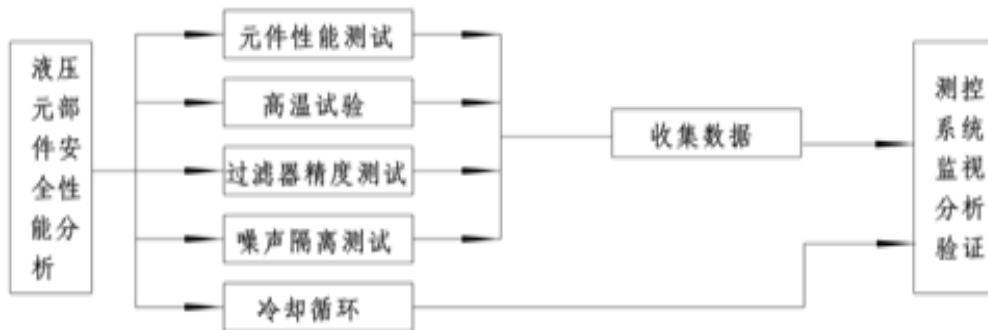 液压
元部
件安
全性
能分
析
元件性能测试
高温试验
过滤器精度测试
噪声隔离测试
冷却循环
收集数据
测控
系统
监视
分析
验证